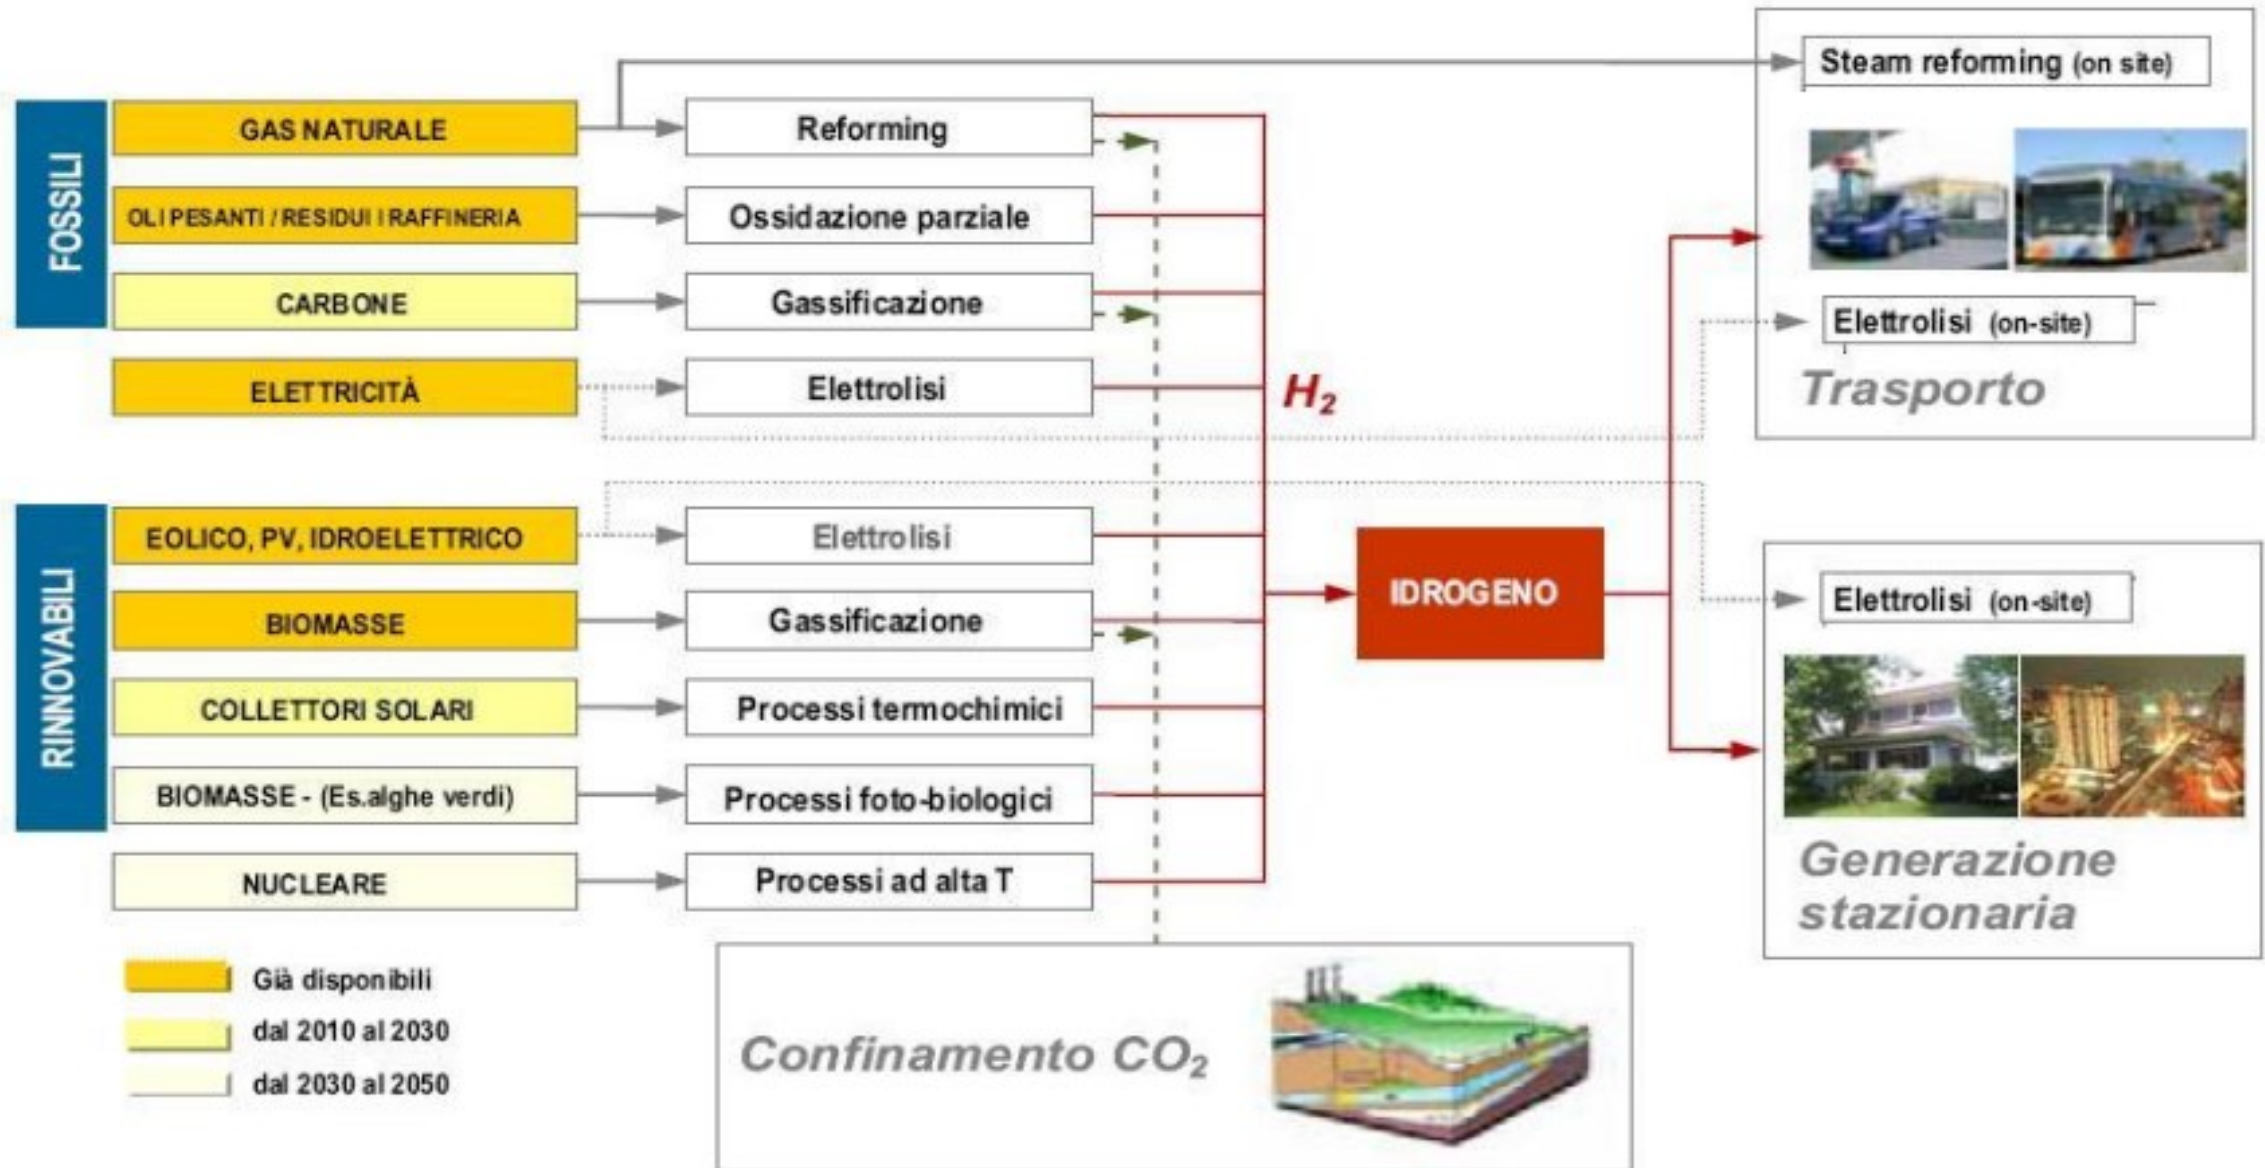 Steam reforming (on site)
FOSSILI
GAS NATURALE
Reforming
OLI PESANTI / RESIDUI I RAFFINERIA
Ossidazione parziale
CARBONE
Gassificazione
ELETTRICITÀ
Elettrolisi
H₂
Elettrolisi (on-site)
Trasporto
RINNOVABILI
EOLICO, PV, IDROELETTRICO
Elettrolisi
BIOMASSE
Gassificazione
COLLETTORI SOLARI
Processi termochimici
BIOMASSE - (Es.alghe verdi)
Processi foto-biologici
NUCLEARE
Processi ad alta T
IDROGENO
Elettrolisi (on-site)
Generazione
stazionaria
Già disponibili
dal 2010 al 2030
dal 2030 al 2050
Confinamento CO₂